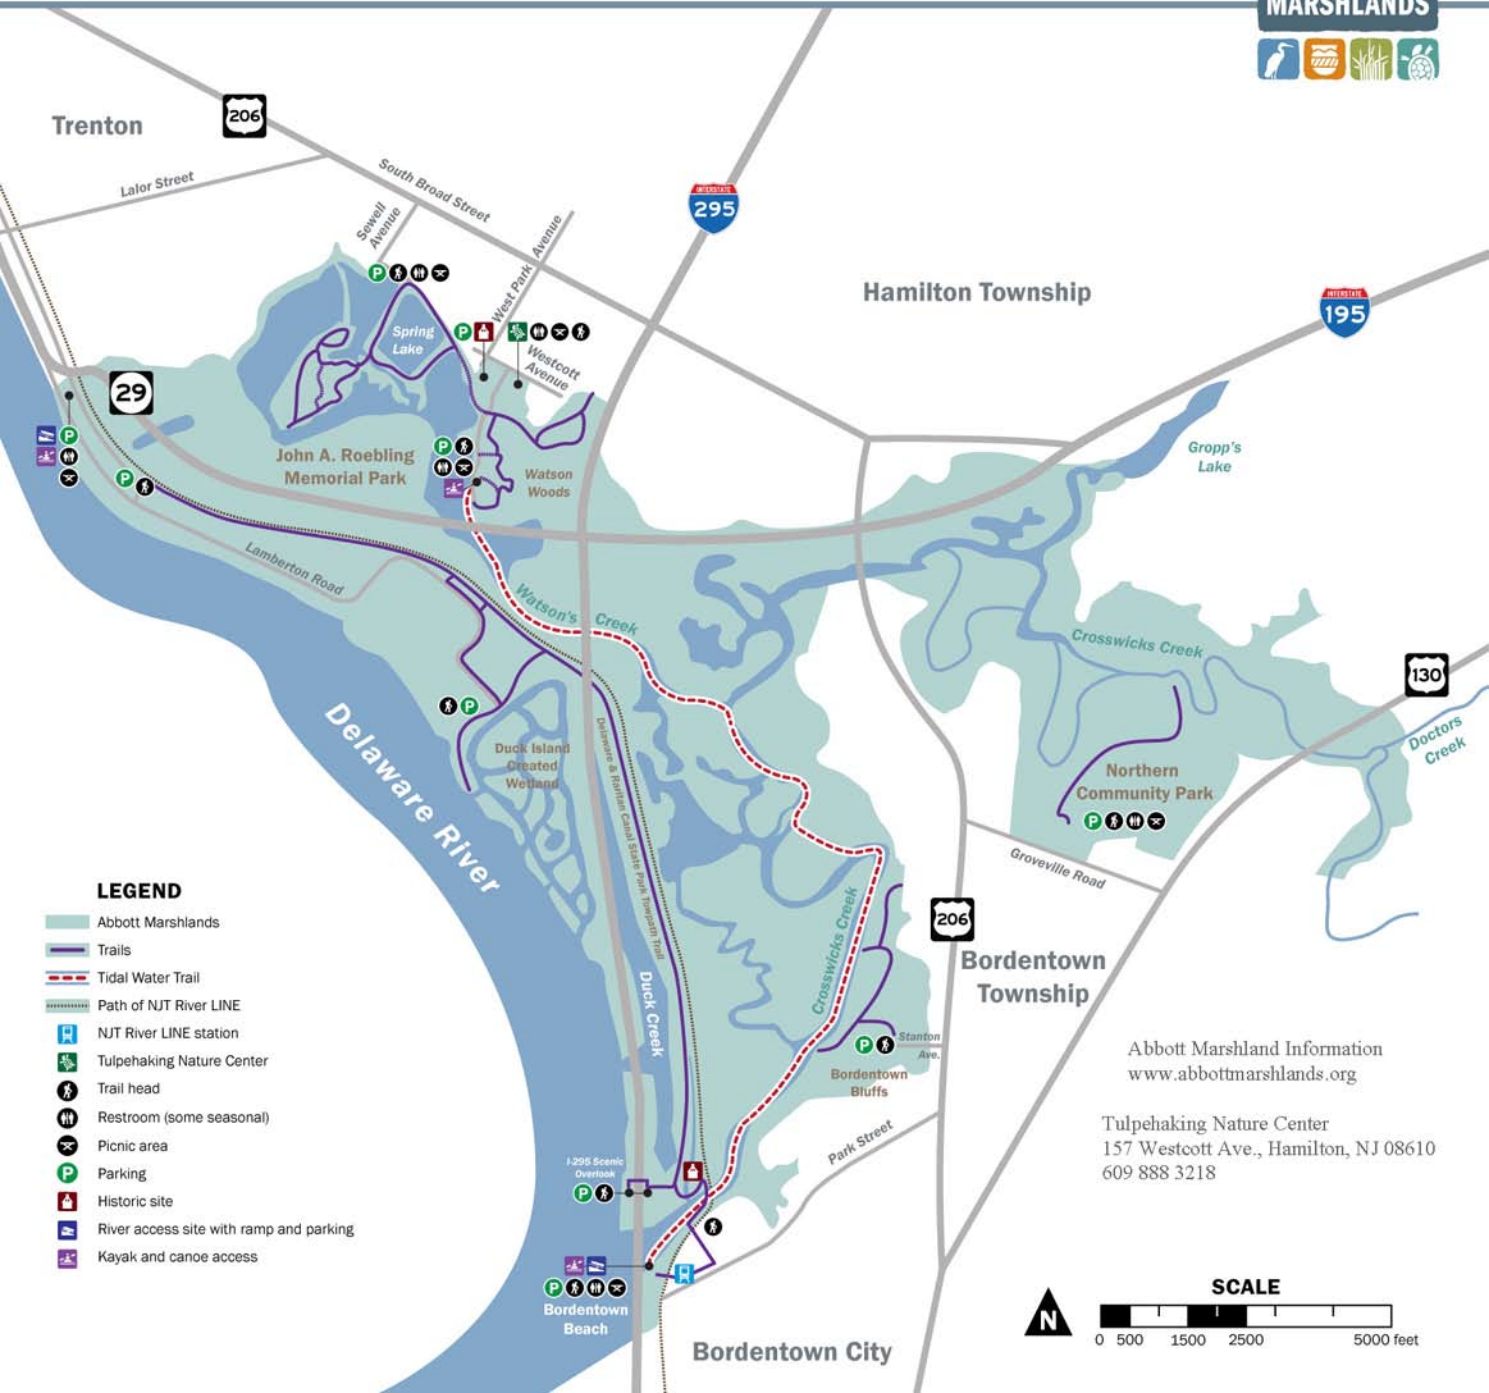 MARSHLANDS
Trenton
206
Lalor Street
South Broad Street
Sewell
Avenue
West Park Avenue
INTERSTATE
295
Hamilton Township
INTERSTATE
195
P
Spring
Lake
P
Westcott
Avenue
29
P
P
John A. Roebling
Memorial Park
P
Watson
Woods
Gropp's
Lake
Lamberton Road
Watson's Creek
Crosswicks Creek
130
Doctors
Creek
P
Delaware River
Duck Island
Created
Wetland
Delaware & Raritan Canal State Park Towpath Trail
Northern
Community Park
P
Groveville Road
Crosswicks Creek
206
Bordentown
Township
Duck Creek
P
Stanton
Ave.
Bordentown
Bluffs
Park Street
I-295 Scenic
Overlook
P
P
Bordentown
Beach
Bordentown City
LEGEND
Abbott Marshlands
Trails
Tidal Water Trail
Path of NJT River LINE
NJT River LINE station
Tulpehaking Nature Center
Trail head
Restroom (some seasonal)
Picnic area
P Parking
Historic site
River access site with ramp and parking
Kayak and canoe access
Abbott Marshland Information
www.abbottmarshlands.org
Tulpehaking Nature Center
157 Westcott Ave., Hamilton, NJ 08610
609 888 3218
N
SCALE
0 500 1500 2500 5000 feet